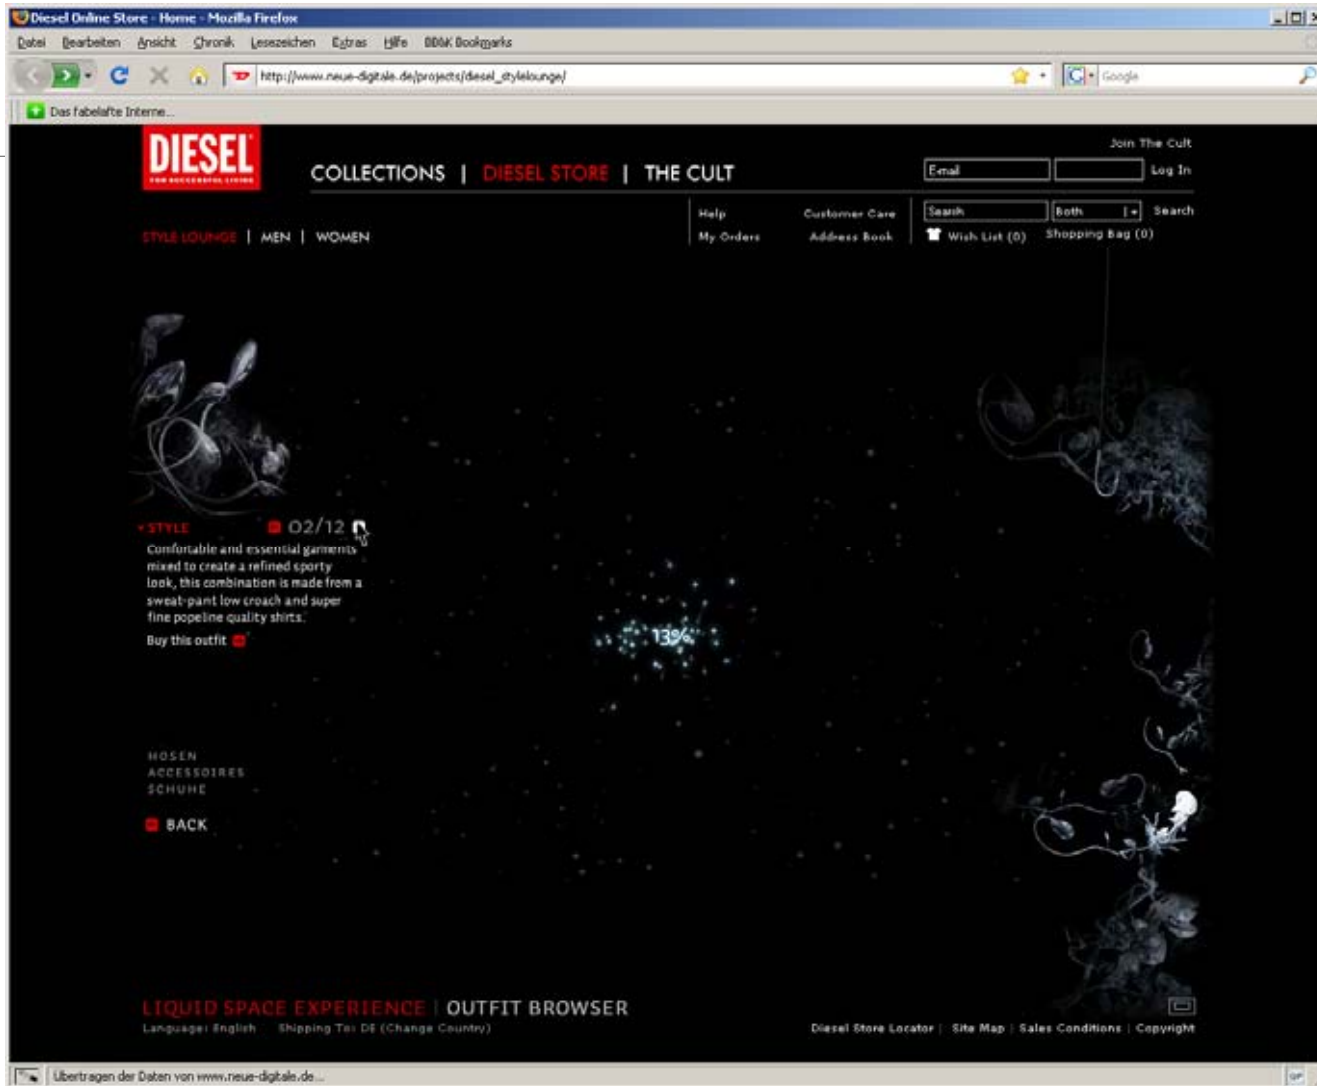 Diesel Online Store - Home - Mozilla Firefox
Datei Bearbeiten Ansicht Chronik Lesezeichen Extras Hilfe BBDK Bookmarks
http://www.neue-digitale.de/projects/diesel_stylelounge/
Google
Das fabelafte Interne...
DIESEL
FOR SUCCESSFUL LIVING
COLLECTIONS | DIESEL STORE | THE CULT
Join The Cult
E-mail
Log In
STYLE LOUNGE | MEN | WOMEN
Help Customer Care
My Orders Address Book
Search Both Search
Wish List (0) Shopping Bag (0)
STYLE 02/12
Comfortable and essential garments
mixed to create a refined sporty
look, this combination is made from a
sweat-pant low croach and super
fine popeline quality shirts.
Buy this outfit
13%
HOSEN
ACCESSOIRES
SCHUHE
BACK
LIQUID SPACE EXPERIENCE | OUTFIT BROWSER
Language: English Shipping To: DE (Change Country)
Diesel Store Locator | Site Map | Sales Conditions | Copyright
Übertragen der Daten von www.neue-digitale.de...